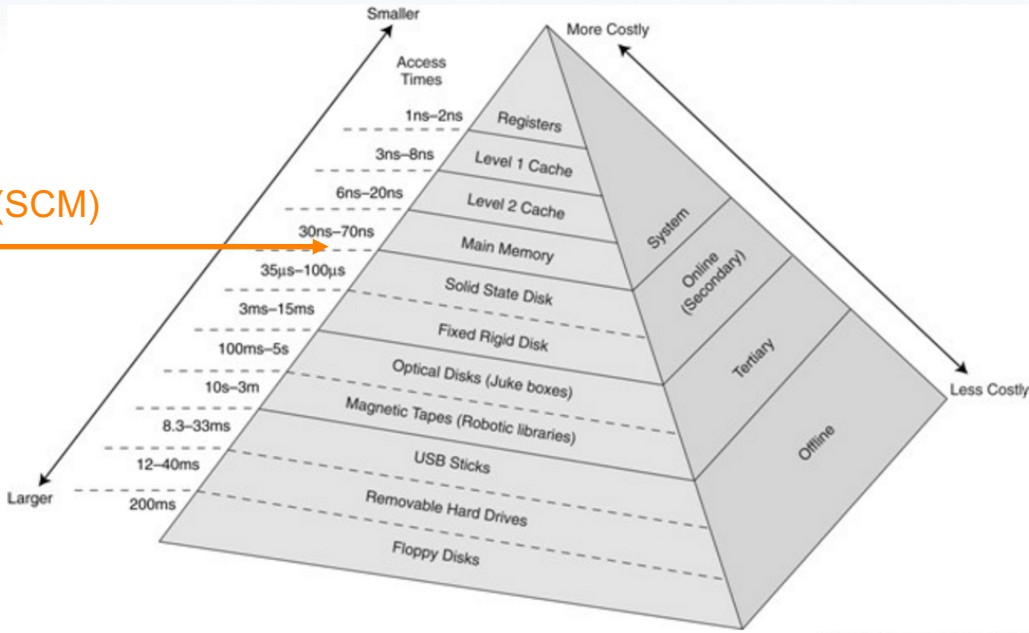 Smaller
More Costly
Access
Times
1ns–2ns
Registers
3ns–8ns
Level 1 Cache
6ns–20ns
Level 2 Cache
(SCM)
30ns–70ns
Main Memory
System
35µs–100µs
Solid State Disk
Online
(Secondary)
3ms–15ms
Fixed Rigid Disk
100ms–5s
Optical Disks (Juke boxes)
Tertiary
10s–3m
Magnetic Tapes (Robotic libraries)
Less Costly
8.3–33ms
USB Sticks
Offline
12–40ms
Removable Hard Drives
Larger
200ms
Floppy Disks